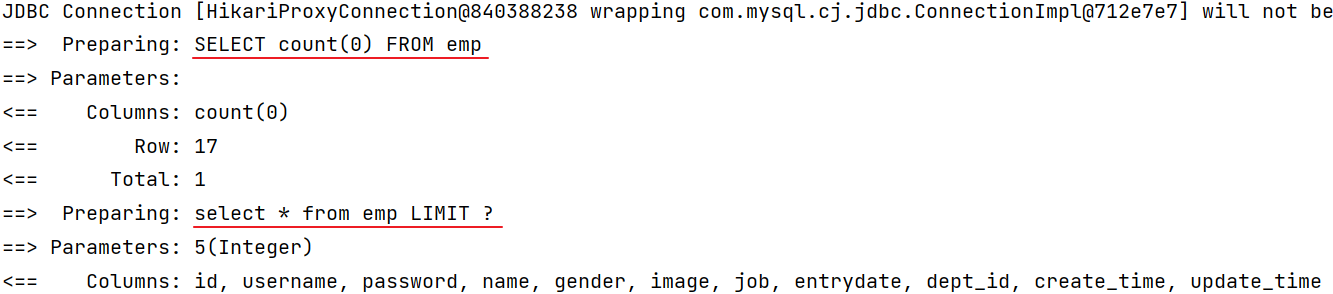 JDBC Connection [HikariProxyConnection@840388238 wrapping com.mysql.cj.jdbc.ConnectionImpl@712e7e7] will not be
==>  Preparing: SELECT count(0) FROM emp
==> Parameters:
<==    Columns: count(0)
<==        Row: 17
<==      Total: 1
==>  Preparing: select * from emp LIMIT ?
==> Parameters: 5(Integer)
<==    Columns: id, username, password, name, gender, image, job, entrydate, dept_id, create_time, update_time